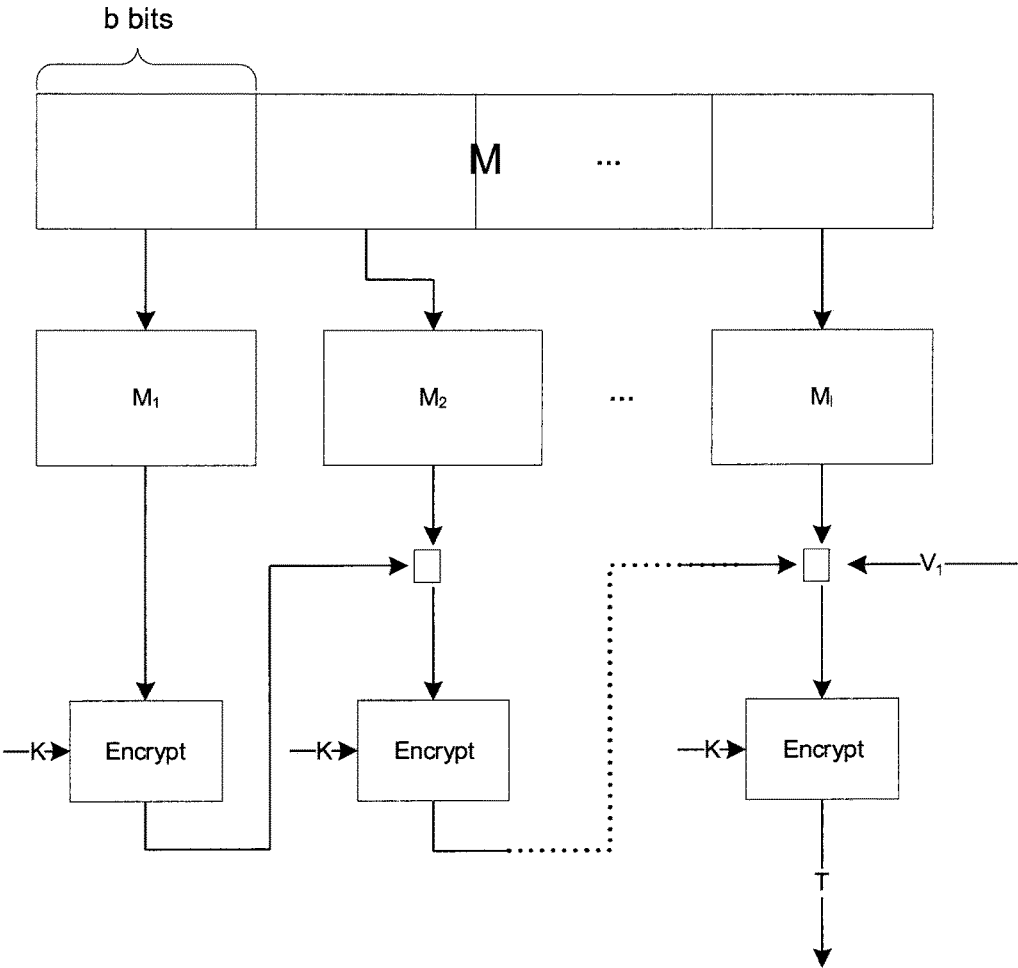 b bits
M ...
M₁ M₂ ... Mₗ
V₁
K Encrypt K Encrypt K Encrypt
T